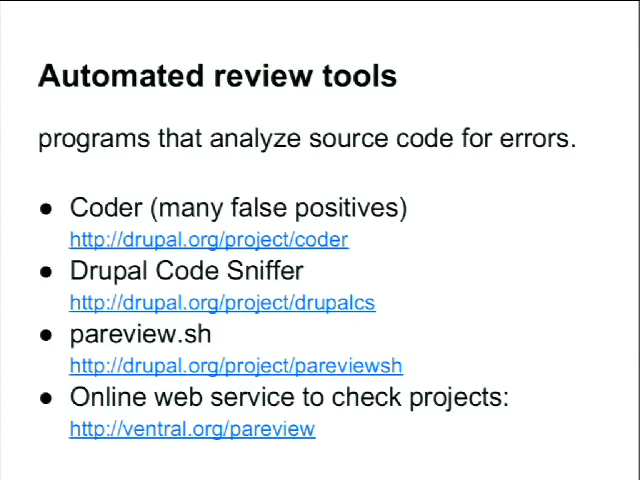 Automated review tools
programs that analyze source code for errors.
● Coder (many false positives)
http://drupal.org/project/coder
● Drupal Code Sniffer
http://drupal.org/project/drupalcs
● pareview.sh
http://drupal.org/project/pareviewsh
● Online web service to check projects:
http://ventral.org/pareview